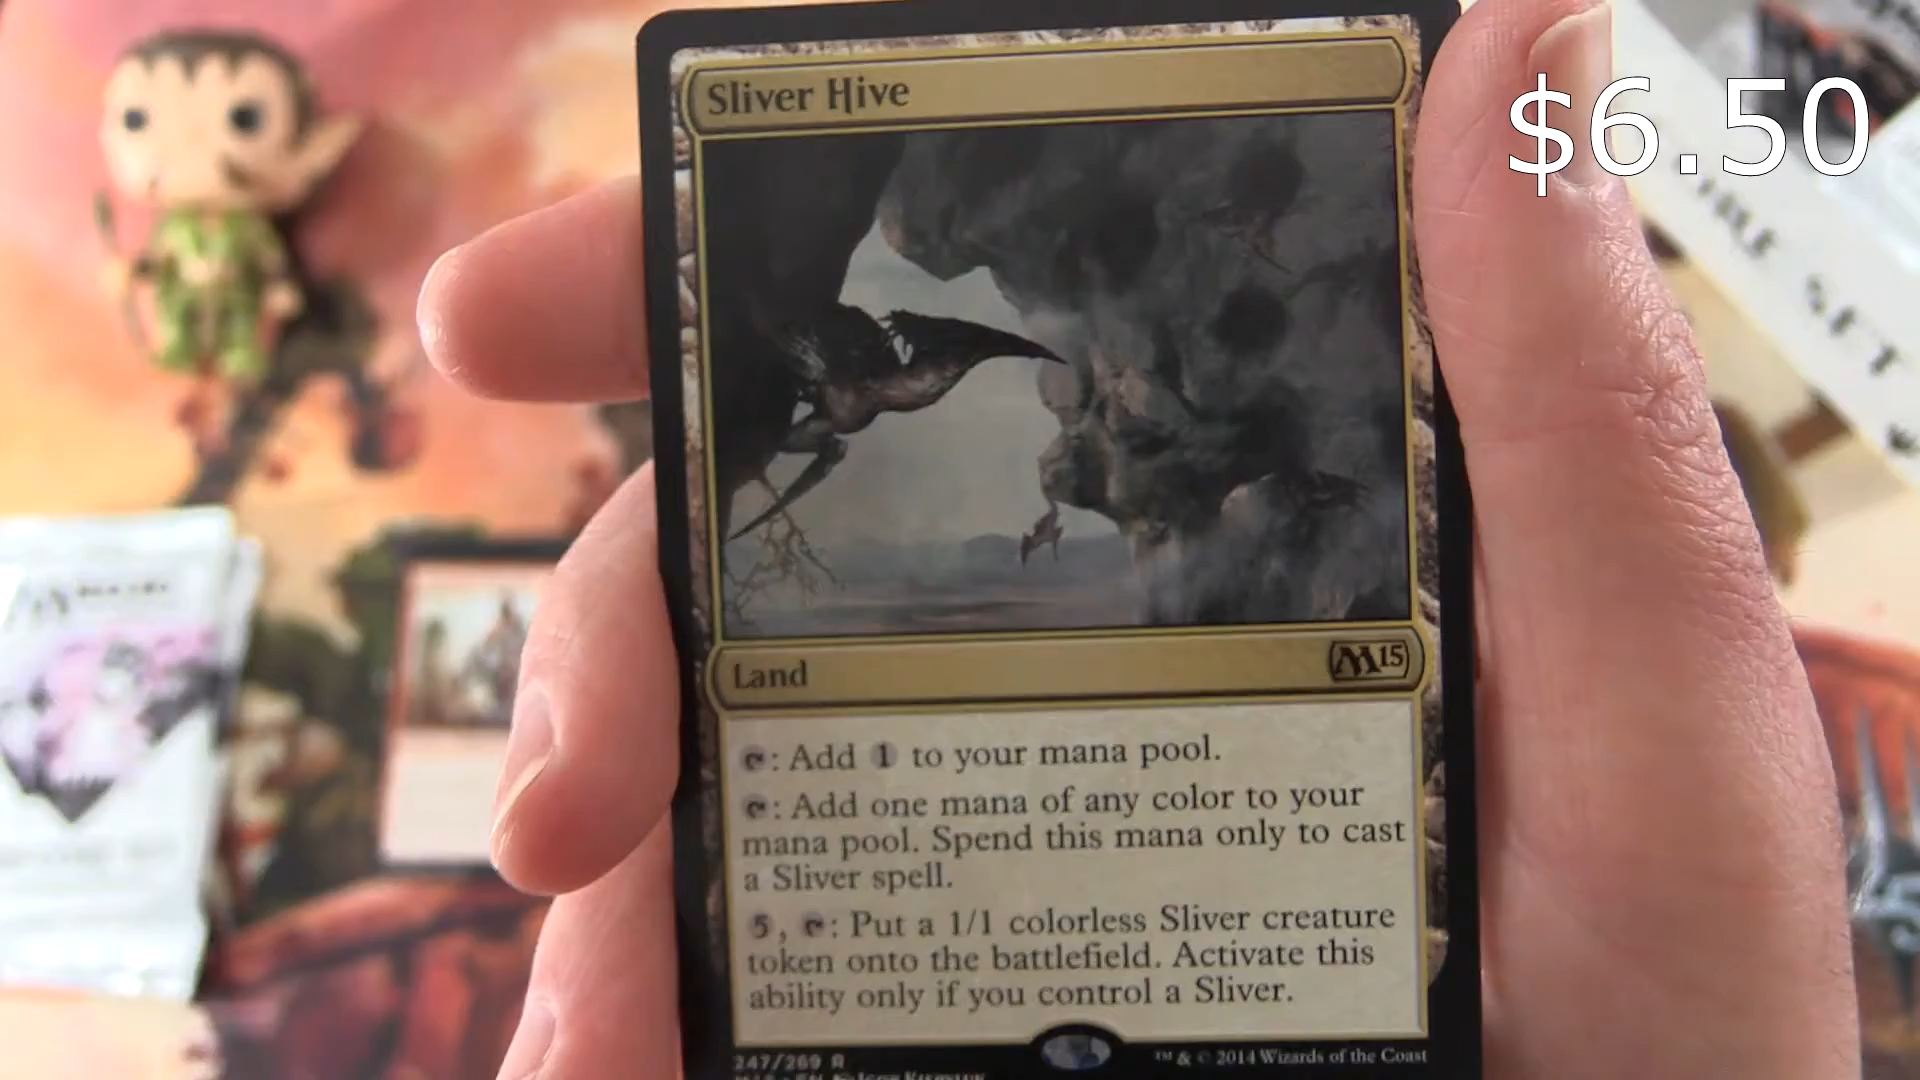 Sliver Hive
$6.50
Land
M15
: Add 1 to your mana pool.
: Add one mana of any color to your
mana pool. Spend this mana only to cast
a Sliver spell.
5, : Put a 1/1 colorless Sliver creature
token onto the battlefield. Activate this
ability only if you control a Sliver.
247/269 R
™ & © 2014 Wizards of the Coast